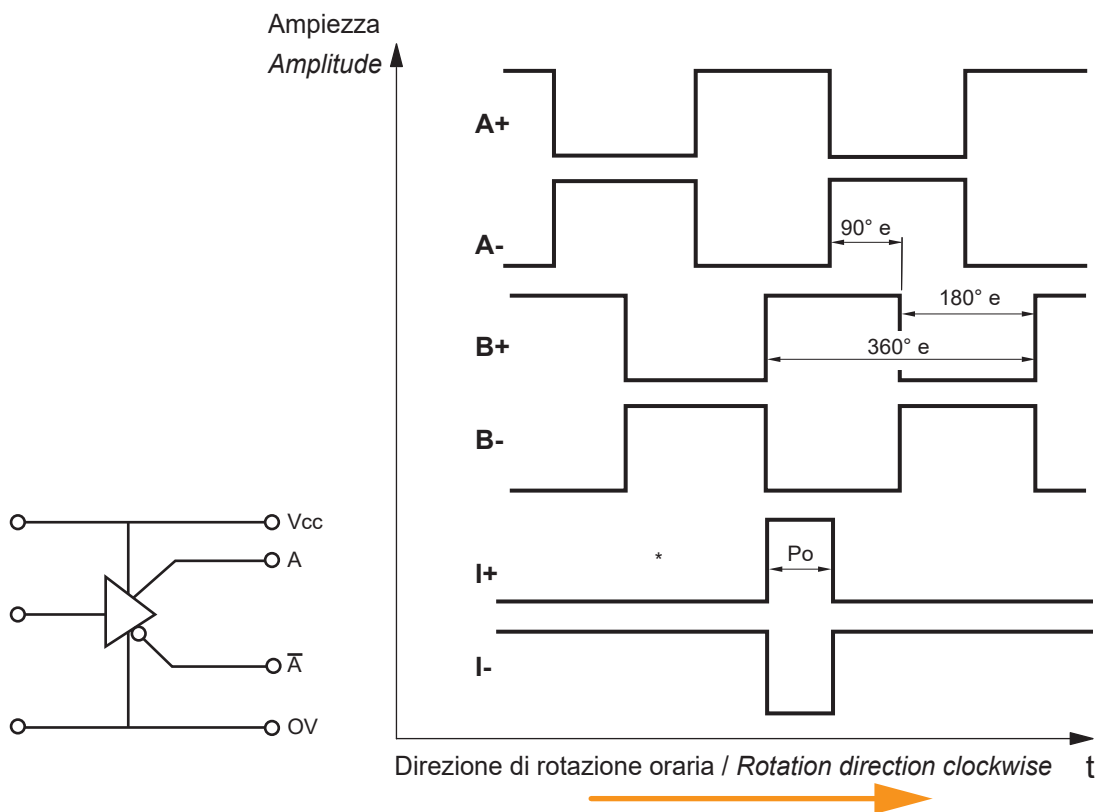 Ampiezza
Amplitude
A+
A-
90° e
180° e
B+
360° e
B-
Vcc
A
A̅
OV
*
Po
I+
I-
Direzione di rotazione oraria / Rotation direction clockwise
t